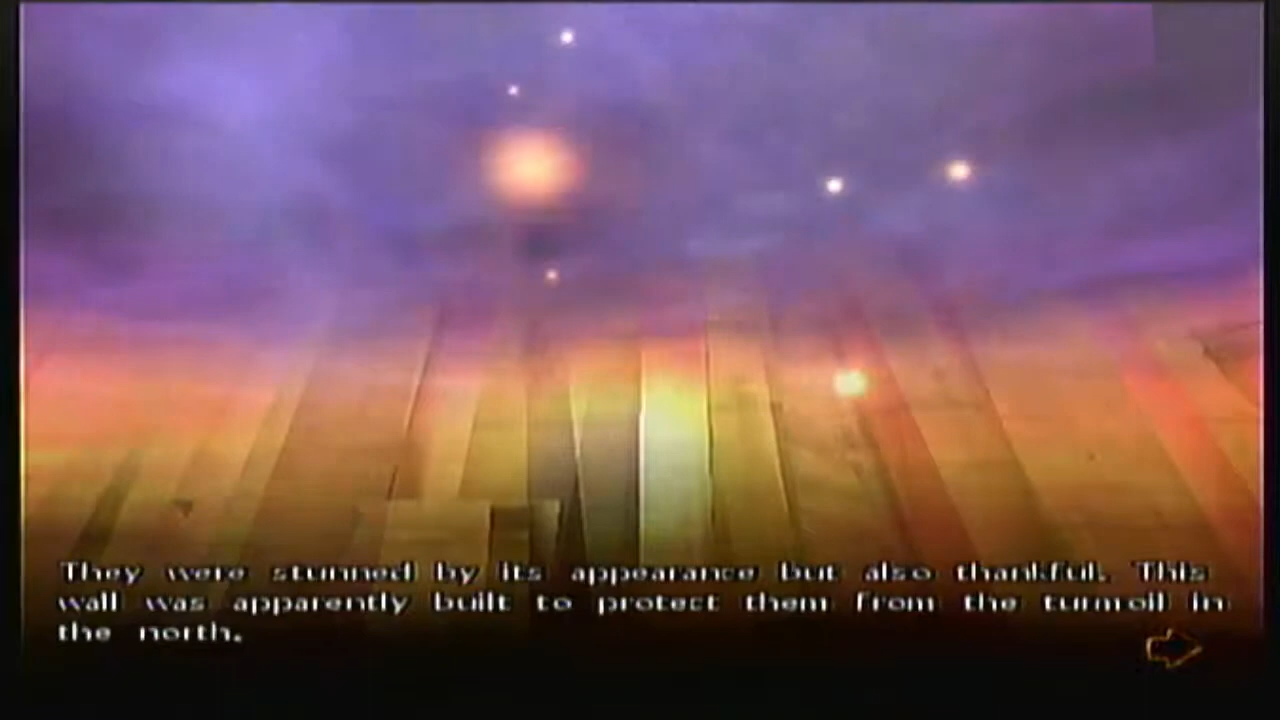 They were stunned by its appearance but also thankful. This
wall was apparently built to protect them from the turmoil in
the north.